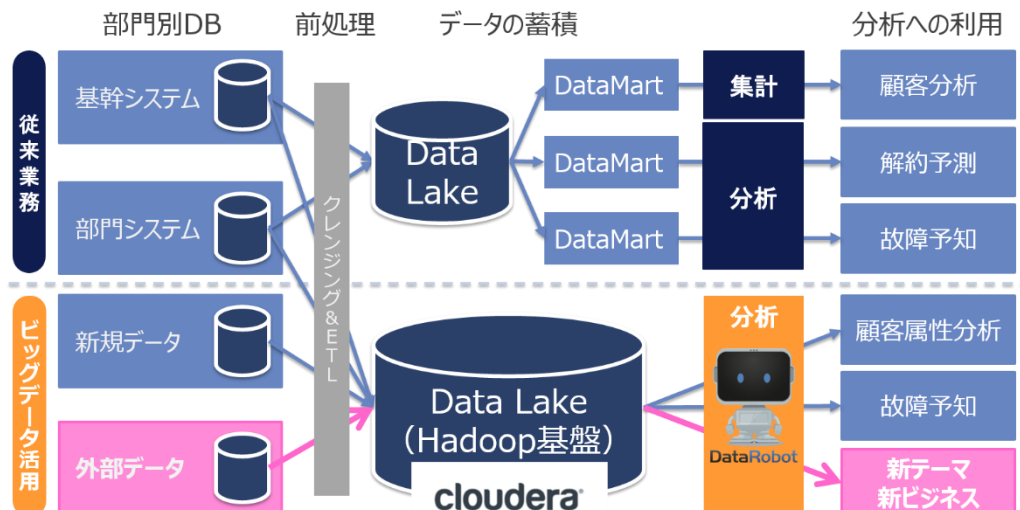 部門別DB 前処理 データの蓄積 分析への利用
従来業務
基幹システム
部門システム
クレンジング&ETL
Data
Lake
DataMart
DataMart
DataMart
集計
分析
顧客分析
解約予測
故障予知
ビッグデータ活用
新規データ
外部データ
Data Lake
(Hadoop基盤)
cloudera
分析
DataRobot
顧客属性分析
故障予知
新テーマ
新ビジネス